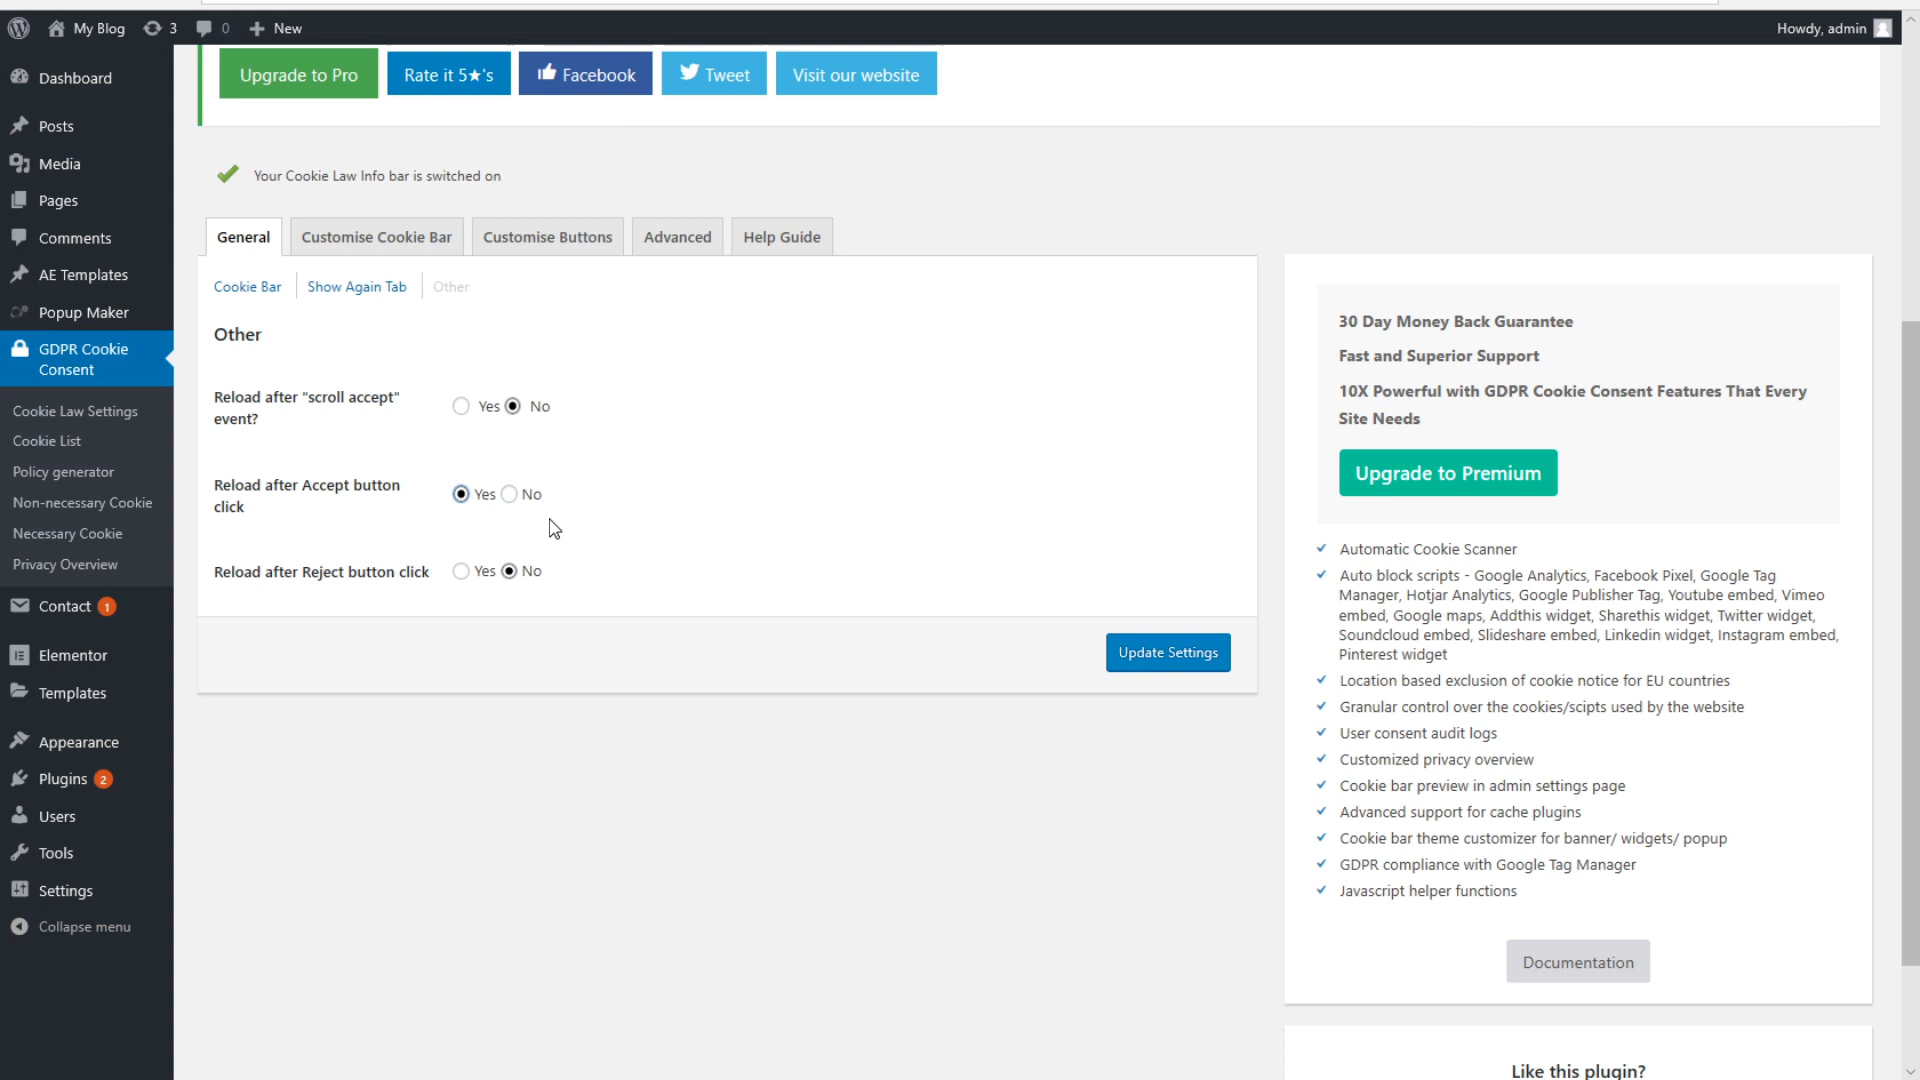 My Blog 3 0 New Howdy, admin
Dashboard
Posts
Media
Pages
Comments
AE Templates
Popup Maker
GDPR Cookie
Consent
Cookie Law Settings
Cookie List
Policy generator
Non-necessary Cookie
Necessary Cookie
Privacy Overview
Contact 1
Elementor
Templates
Appearance
Plugins 2
Users
Tools
Settings
Collapse menu
Upgrade to Pro Rate it 5★'s Facebook Tweet Visit our website
Your Cookie Law Info bar is switched on
General Customise Cookie Bar Customise Buttons Advanced Help Guide
Cookie Bar Show Again Tab Other
Other
Reload after "scroll accept"
event?
Yes No
Reload after Accept button
click
Yes No
Reload after Reject button click Yes No
Update Settings
30 Day Money Back Guarantee
Fast and Superior Support
10X Powerful with GDPR Cookie Consent Features That Every
Site Needs
Upgrade to Premium
Automatic Cookie Scanner
Auto block scripts - Google Analytics, Facebook Pixel, Google Tag
Manager, Hotjar Analytics, Google Publisher Tag, Youtube embed, Vimeo
embed, Google maps, Addthis widget, Sharethis widget, Twitter widget,
Soundcloud embed, Slideshare embed, Linkedin widget, Instagram embed,
Pinterest widget
Location based exclusion of cookie notice for EU countries
Granular control over the cookies/scipts used by the website
User consent audit logs
Customized privacy overview
Cookie bar preview in admin settings page
Advanced support for cache plugins
Cookie bar theme customizer for banner/ widgets/ popup
GDPR compliance with Google Tag Manager
Javascript helper functions
Documentation
Like this plugin?